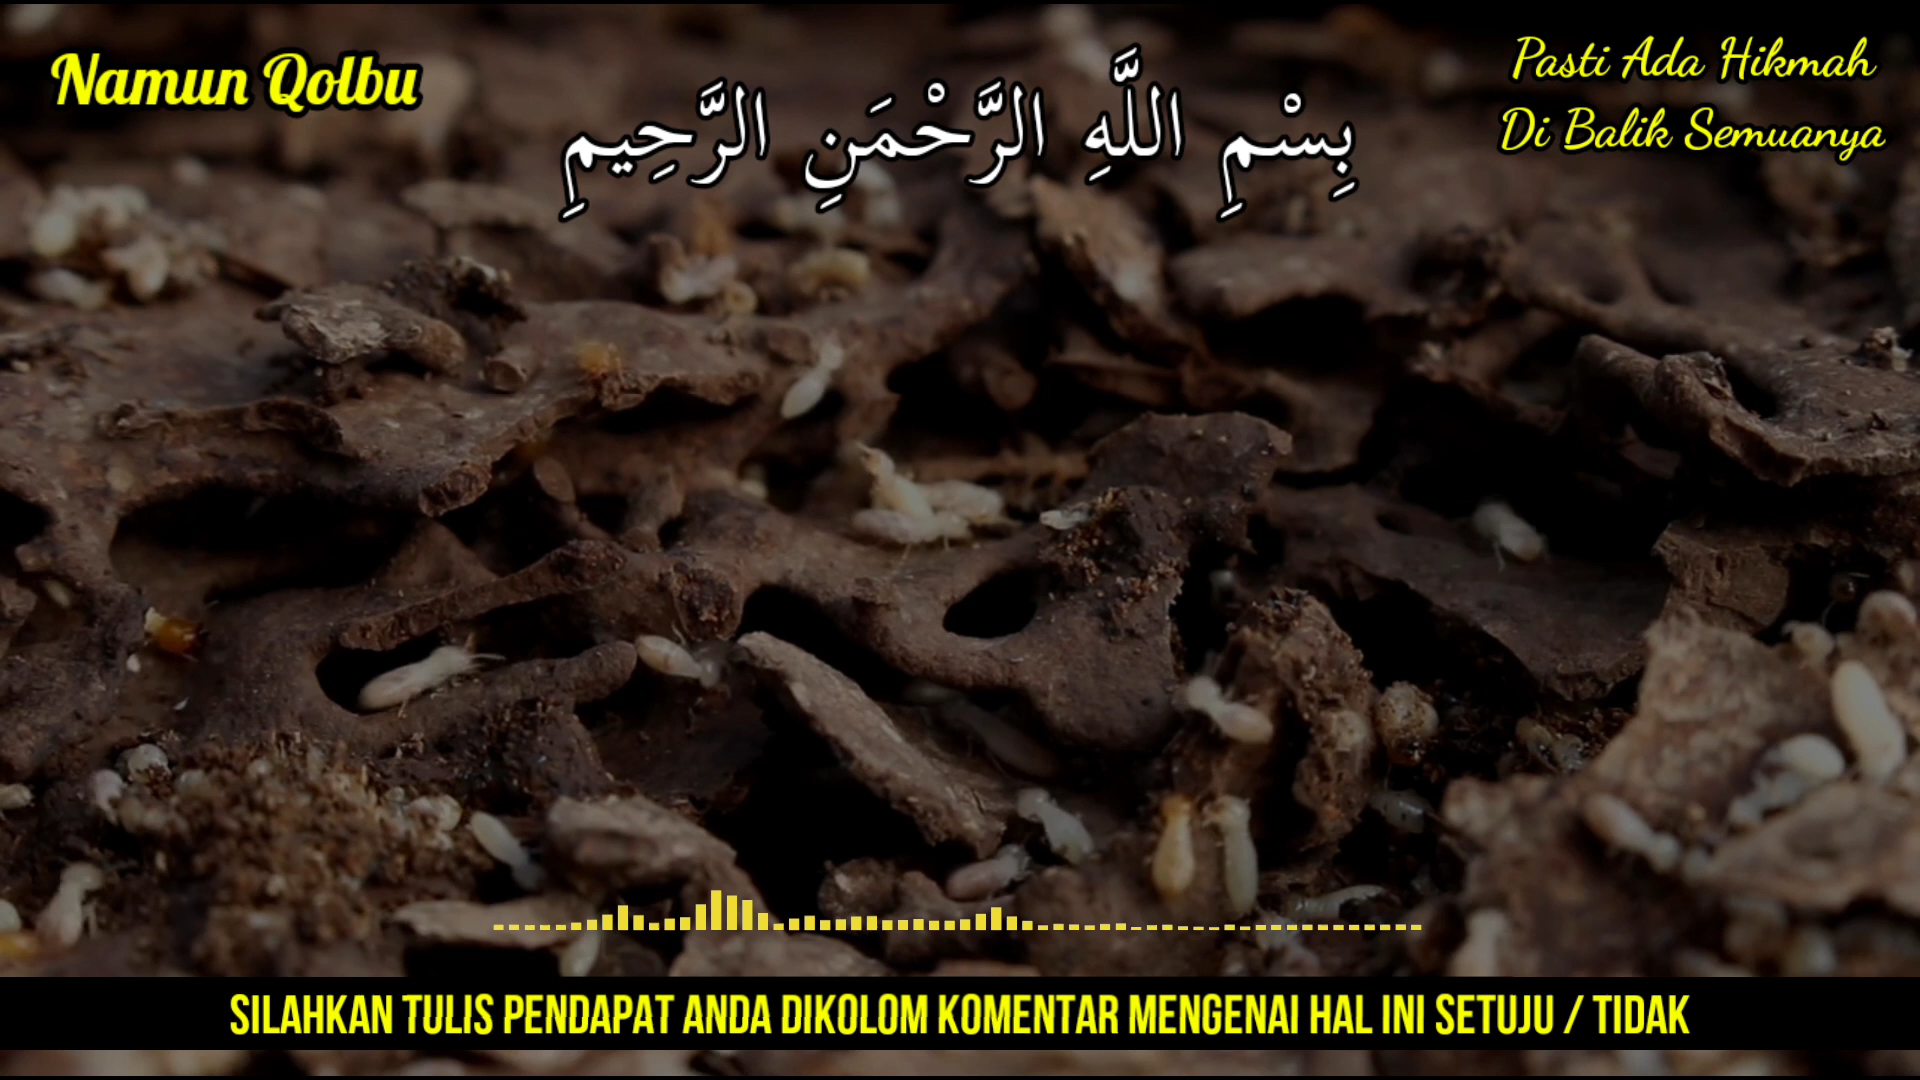 Namun Qolbu
بِسْمِ اللَّهِ الرَّحْمَنِ الرَّحِيمِ
Pasti Ada Hikmah
Di Balik Semuanya
SILAHKAN TULIS PENDAPAT ANDA DIKOLOM KOMENTAR MENGENAI HAL INI SETUJU / TIDAK